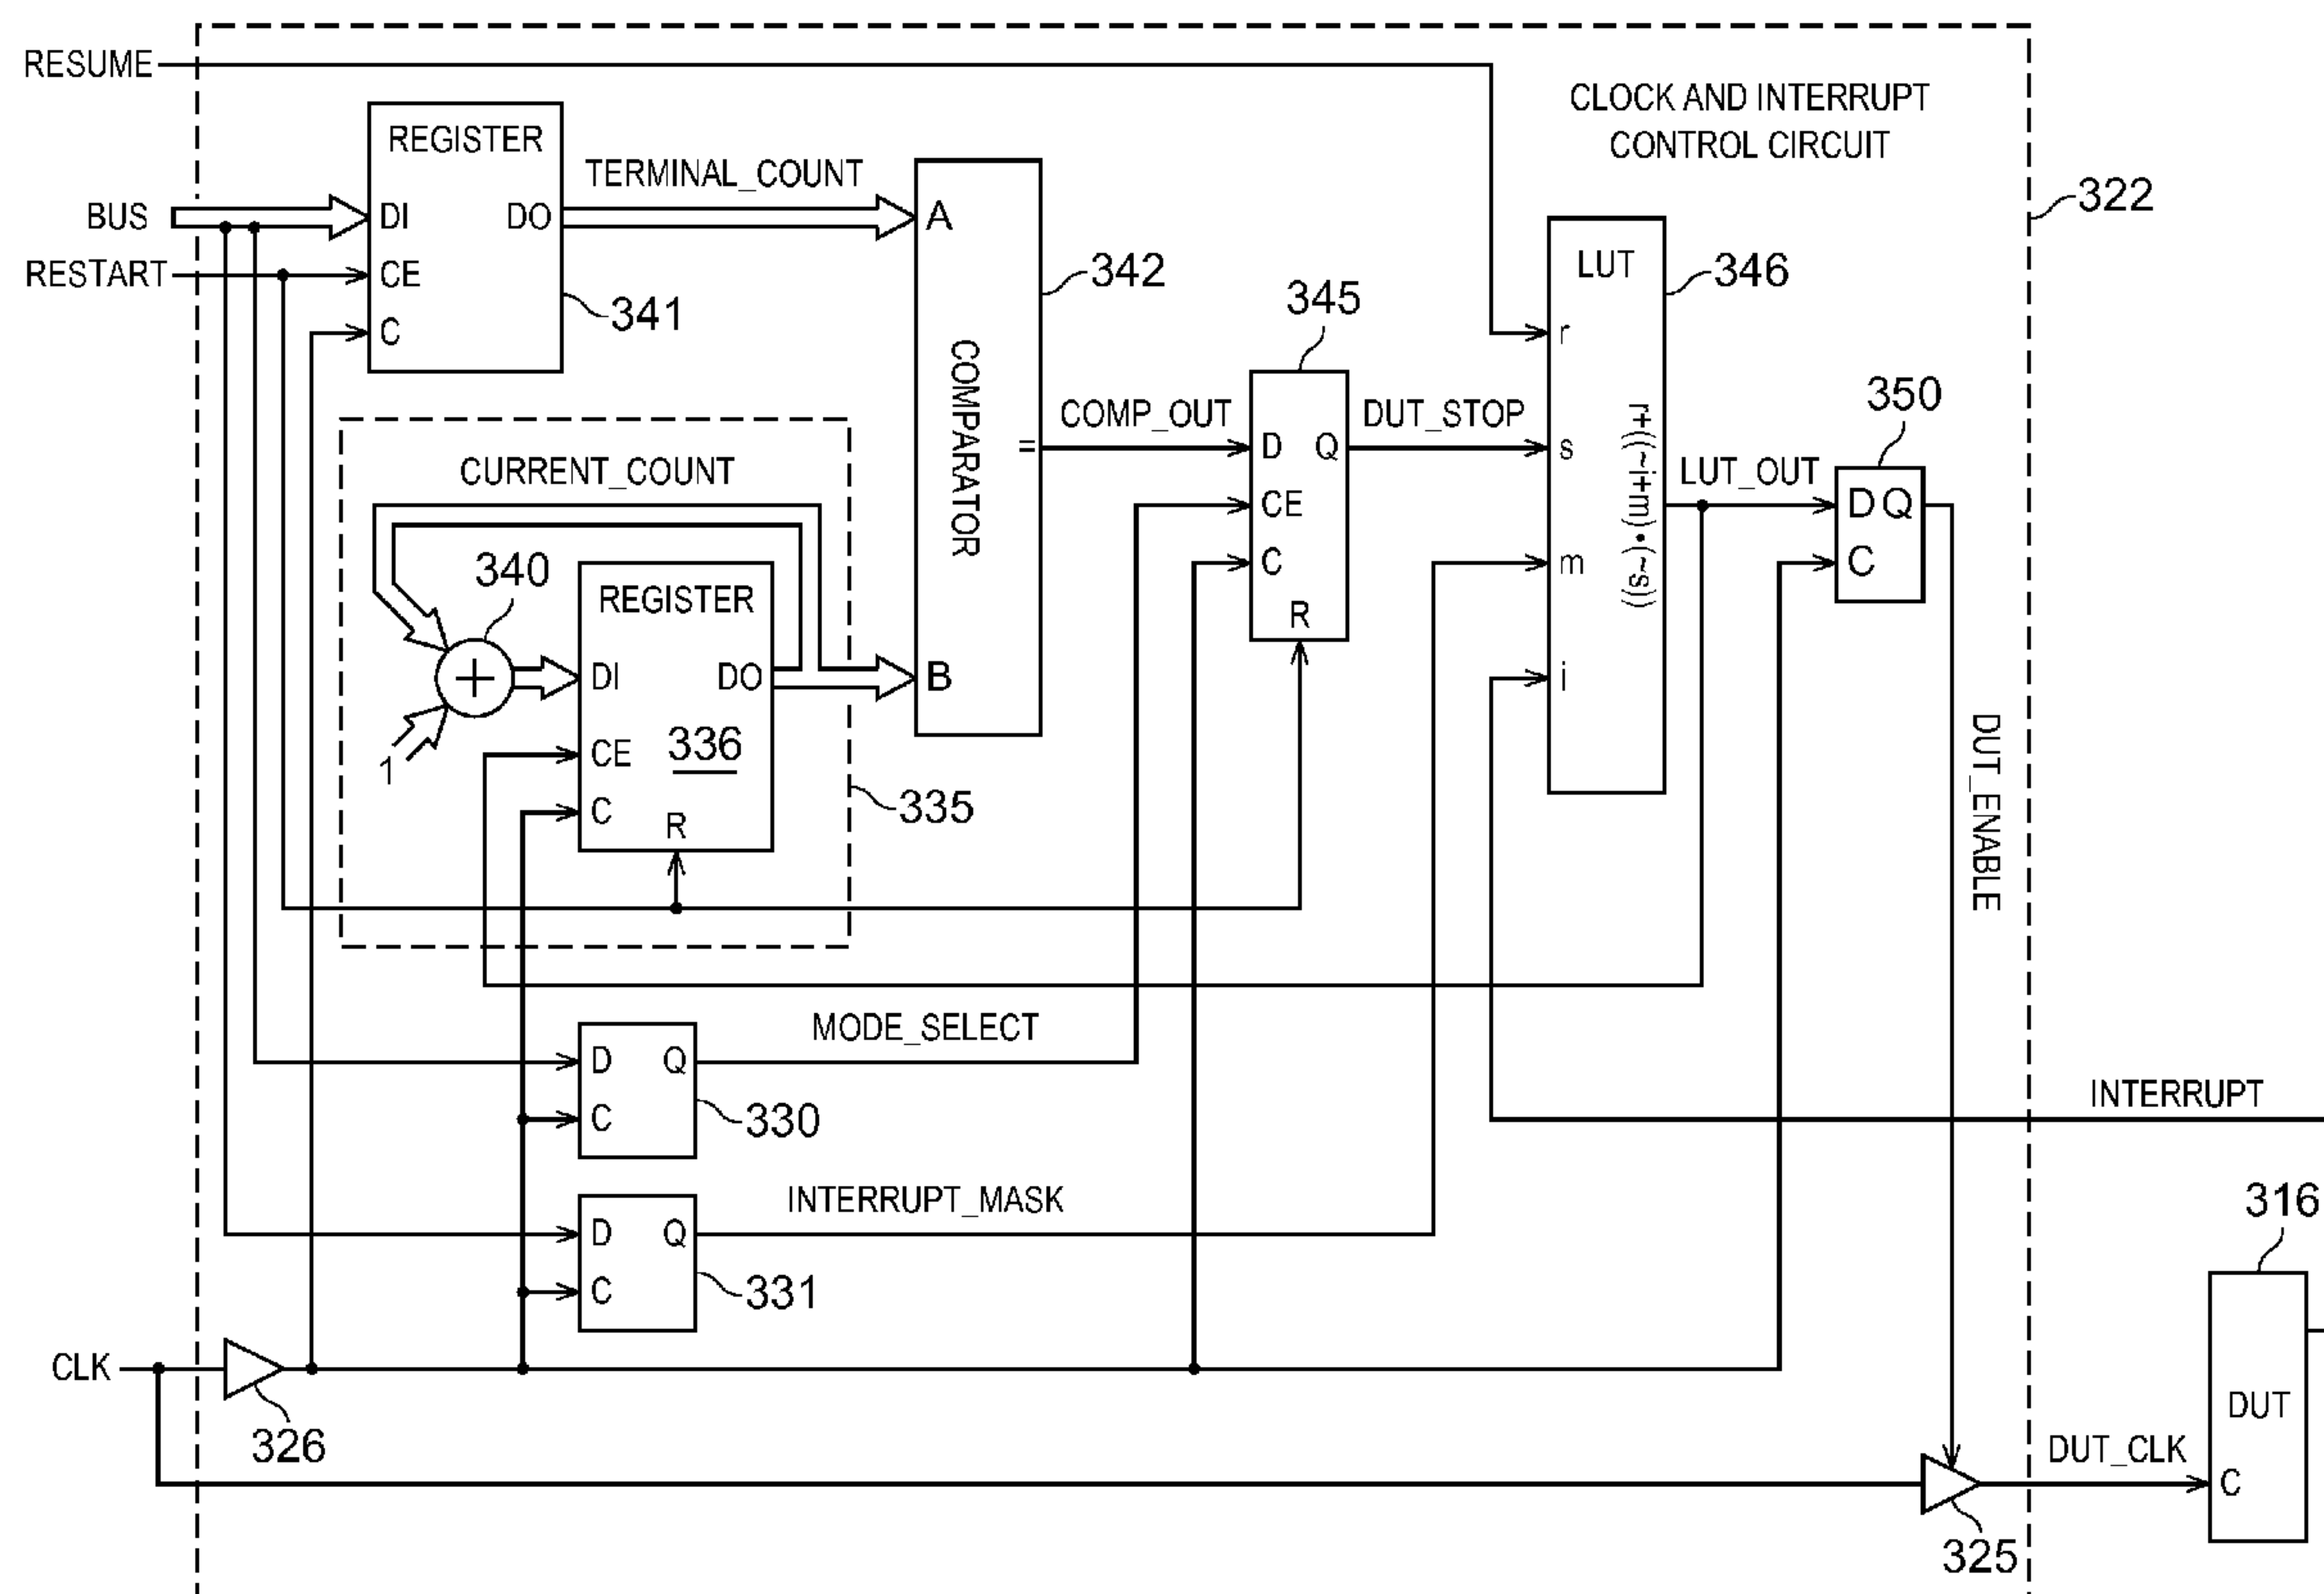 RESUME
CLOCK AND INTERRUPT
CONTROL CIRCUIT
322
REGISTER
DI
DO
CE
C
341
BUS
RESTART
TERMINAL_COUNT
A
COMPARATOR
=
B
342
345
COMP_OUT
D
Q
CE
C
R
DUT_STOP
LUT
346
r
s
m
i
r+((~i+m)•(~s))
LUT_OUT
350
D Q
C
DUT_ENABLE
CURRENT_COUNT
340
+
1
REGISTER
DI
DO
336
CE
C
R
335
MODE_SELECT
D
Q
C
330
INTERRUPT_MASK
D
Q
C
331
INTERRUPT
316
DUT
C
CLK
326
DUT_CLK
325